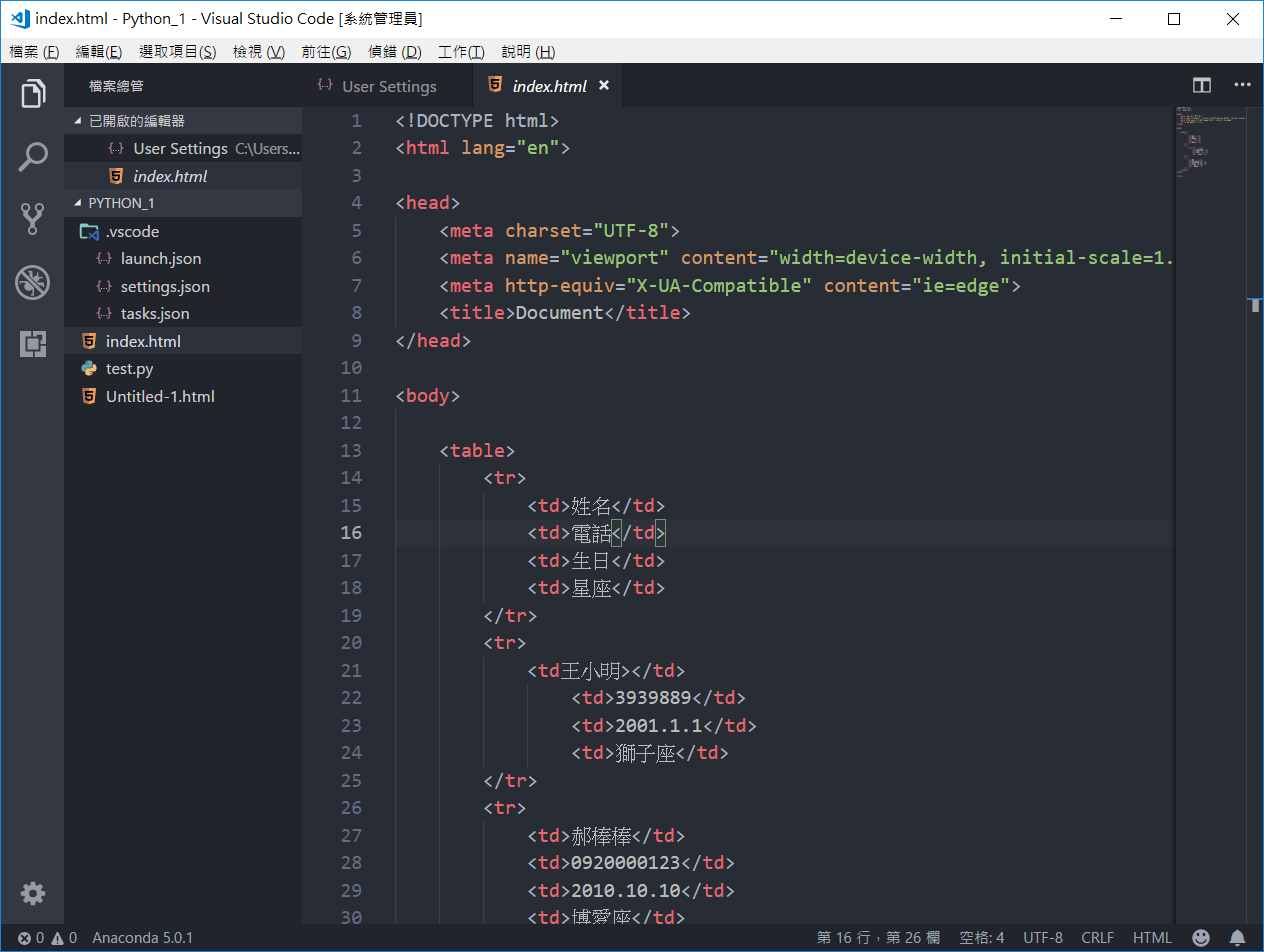 index.html - Python_1 - Visual Studio Code [系統管理員]
檔案 (F) 編輯(E) 選取項目(S) 檢視 (V) 前往(G) 偵錯 (D) 工作(T) 說明 (H)
檔案總管
已開啟的編輯器
User Settings C:\Users...
index.html
PYTHON_1
.vscode
launch.json
settings.json
tasks.json
index.html
test.py
Untitled-1.html
User Settings index.html
1 <!DOCTYPE html>
2 <html lang="en">
3
4 <head>
5 <meta charset="UTF-8">
6 <meta name="viewport" content="width=device-width, initial-scale=1.
7 <meta http-equiv="X-UA-Compatible" content="ie=edge">
8 <title>Document</title>
9 </head>
10
11 <body>
12
13 <table>
14 <tr>
15 <td>姓名</td>
16 <td>電話</td>
17 <td>生日</td>
18 <td>星座</td>
19 </tr>
20 <tr>
21 <td王小明></td>
22 <td>3939889</td>
23 <td>2001.1.1</td>
24 <td>獅子座</td>
25 </tr>
26 <tr>
27 <td>郝棒棒</td>
28 <td>0920000123</td>
29 <td>2010.10.10</td>
30 <td>博愛座</td>
0 0 Anaconda 5.0.1 第 16 行，第 26 欄 空格: 4 UTF-8 CRLF HTML